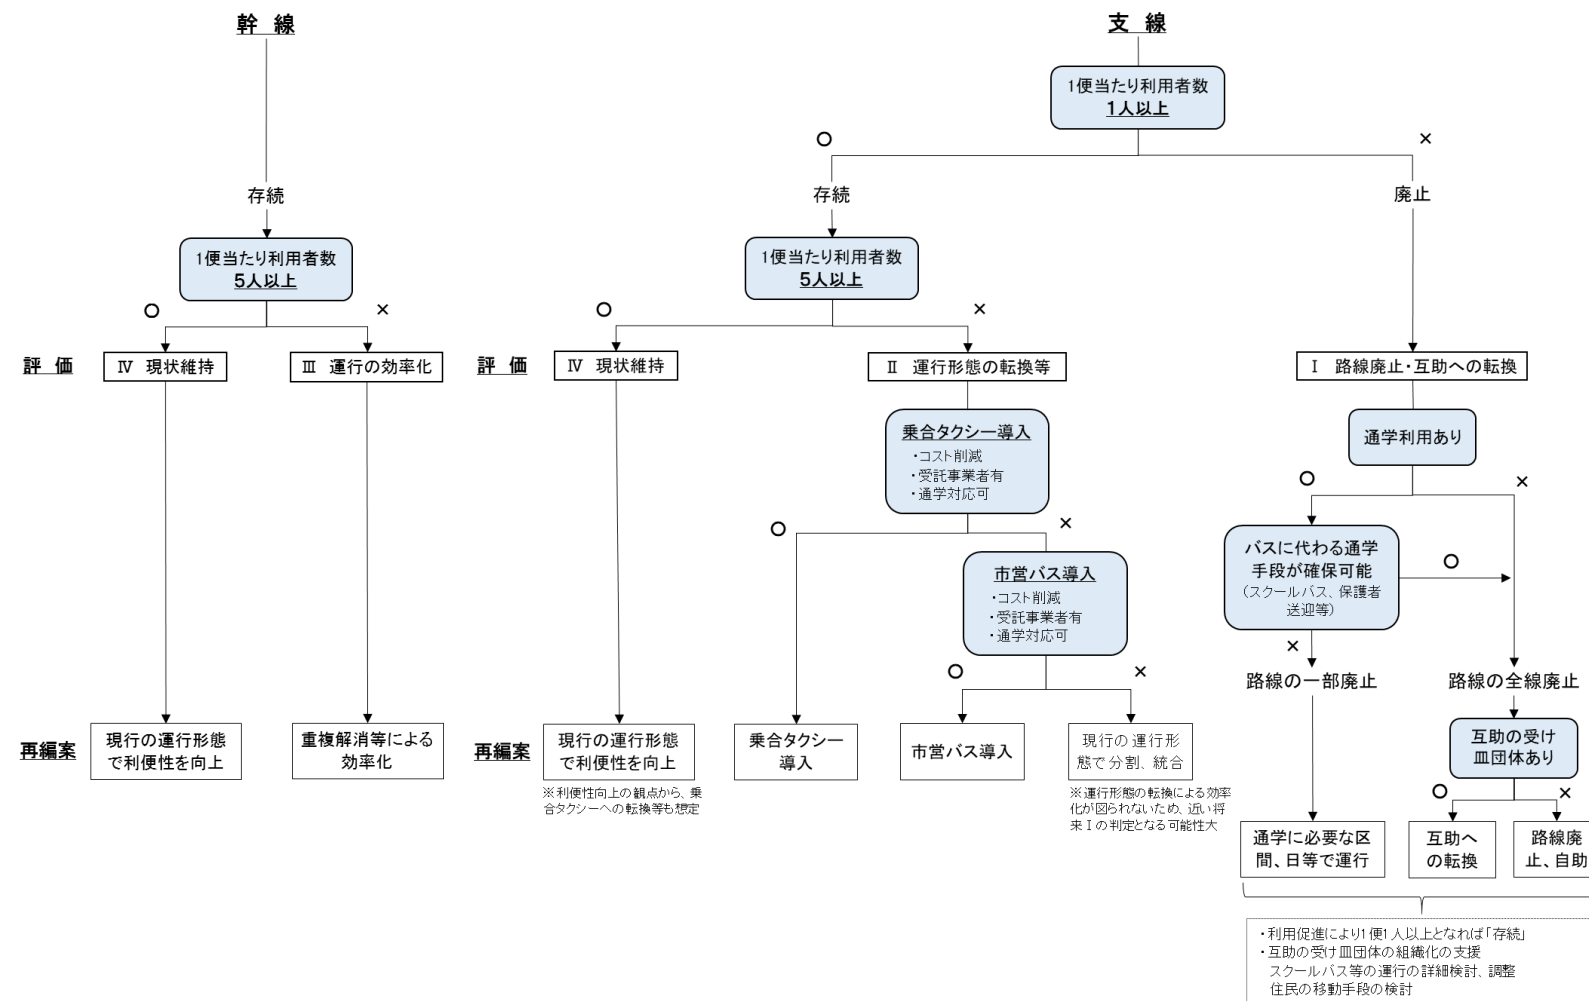 幹 線
存続
1便当たり利用者数
5人以上
○
×
評 価
Ⅳ 現状維持
Ⅲ 運行の効率化
再編案
現行の運行形態
で利便性を向上
重複解消等による
効率化
支 線
1便当たり利用者数
1人以上
○
×
存続
廃止
1便当たり利用者数
5人以上
○
×
評 価
Ⅳ 現状維持
Ⅱ 運行形態の転換等
Ⅰ 路線廃止・互助への転換
乗合タクシー導入
・コスト削減
・受託事業者有
・通学対応可
○
×
市営バス導入
・コスト削減
・受託事業者有
・通学対応可
○
×
通学利用あり
○
×
バスに代わる通学
手段が確保可能
(スクールバス、保護者
送迎等)
○
×
路線の一部廃止
路線の全線廃止
互助の受け
皿団体あり
○
×
再編案
現行の運行形態
で利便性を向上
※利便性向上の観点から、乗
合タクシーへの転換等も想定
乗合タクシー
導入
市営バス導入
現行の運行形
態で分割、統合
※運行形態の転換による効率
化が図られないため、近い将
来Ⅰの判定となる可能性大
通学に必要な区
間、日等で運行
互助へ
の転換
路線廃
止、自助
・利用促進により1便1人以上となれば「存続」
・互助の受け皿団体の組織化の支援
スクールバス等の運行の詳細検討、調整
住民の移動手段の検討